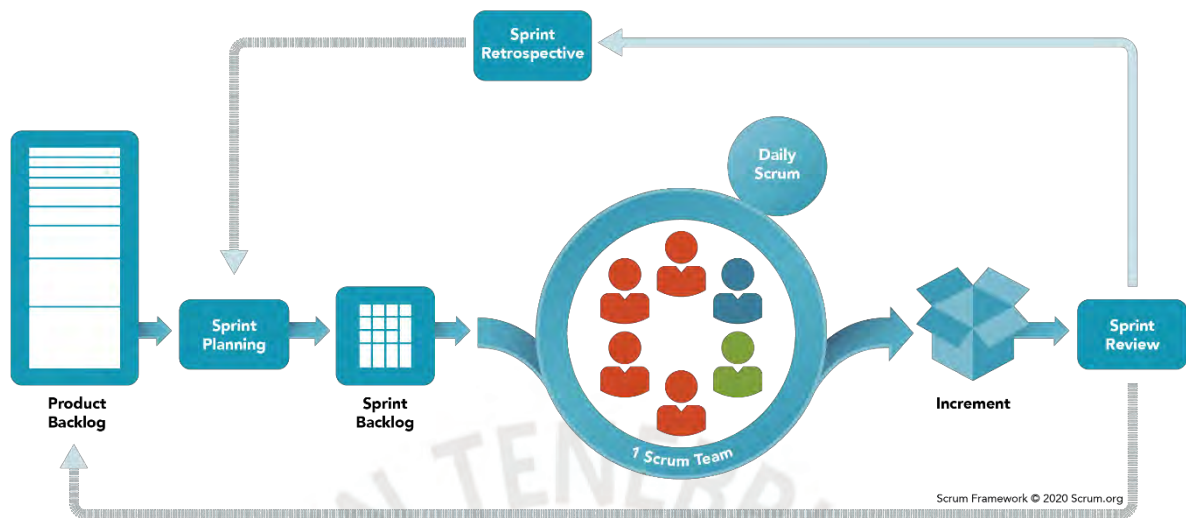 Sprint
Retrospective
Daily
Scrum
Sprint
Planning
Sprint
Review
Product
Backlog
Sprint
Backlog
1 Scrum Team
Increment
Scrum Framework © 2020 Scrum.org